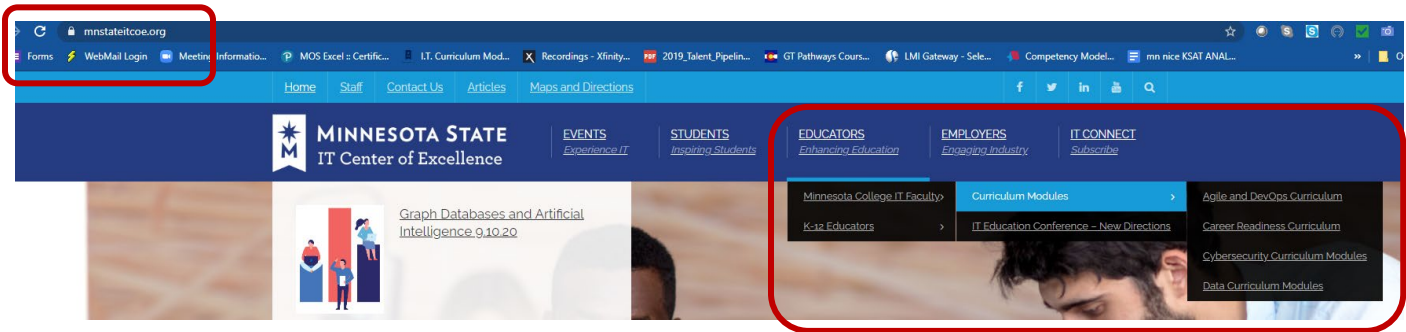 mnstateitcoe.org
Forms WebMail Login Meeting Informatio... MOS Excel :: Certific... I.T. Curriculum Mod... Recordings - Xfinity... 2019_Talent_Pipelin... GT Pathways Cours... LMI Gateway - Sele... Competency Model... mn nice KSAT ANAL... »
Home Staff Contact Us Articles Maps and Directions
MINNESOTA STATE
IT Center of Excellence
EVENTS
Experience IT
STUDENTS
Inspiring Students
EDUCATORS
Enhancing Education
EMPLOYERS
Engaging Industry
IT CONNECT
Subscribe
Minnesota College IT Faculty
K-12 Educators
Curriculum Modules
IT Education Conference – New Directions
Agile and DevOps Curriculum
Career Readiness Curriculum
Cybersecurity Curriculum Modules
Data Curriculum Modules
Graph Databases and Artificial
Intelligence 9.10.20